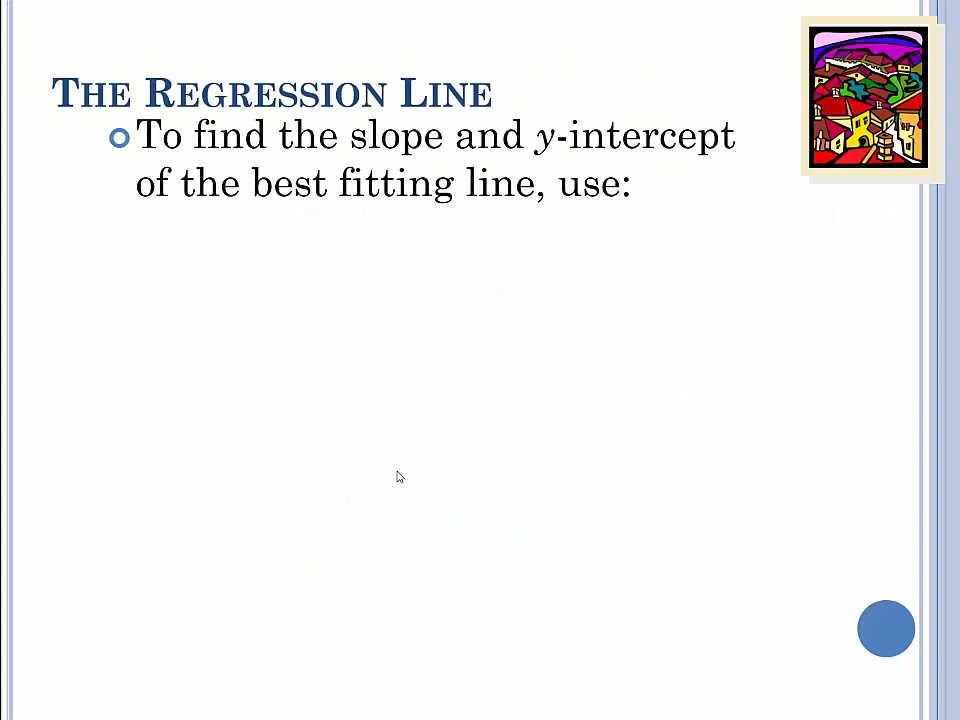 THE REGRESSION LINE
To find the slope and y-intercept
of the best fitting line, use: